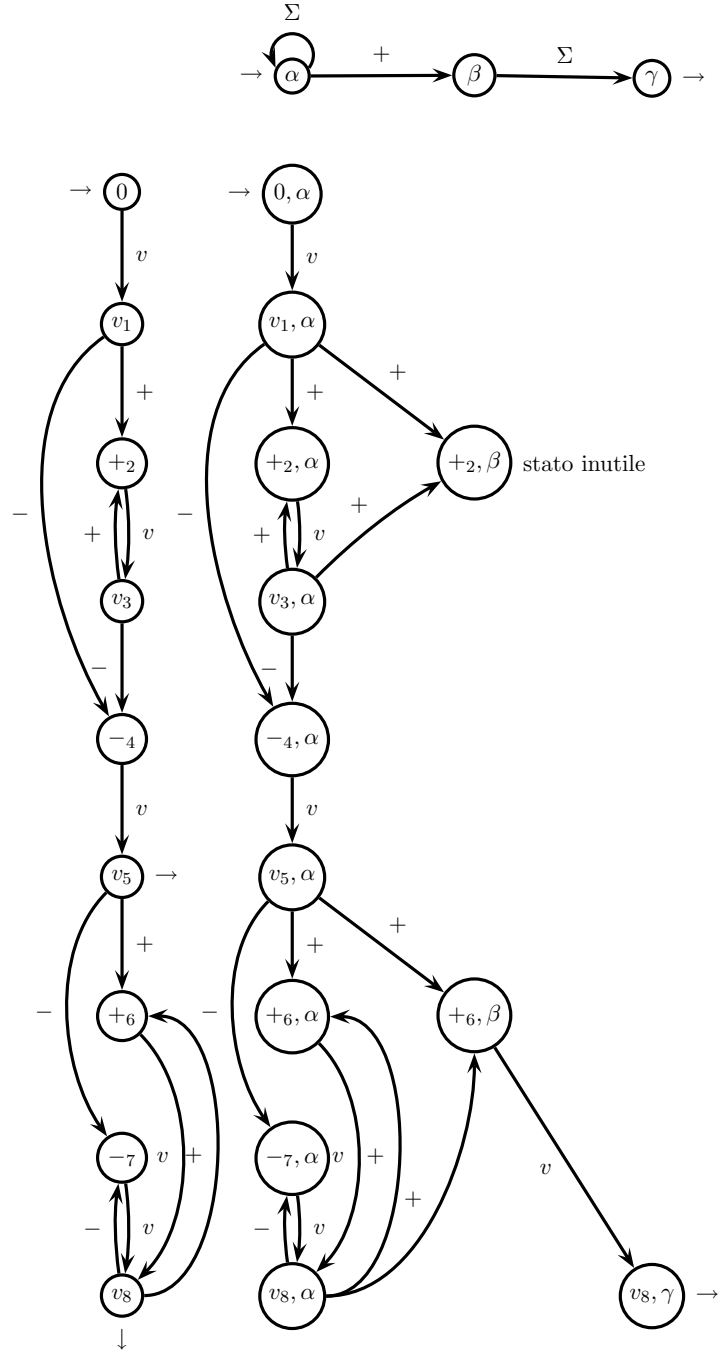 Σ
→ α + β Σ γ →
→ 0 → 0, α
v v
v₁ v₁, α
+ + +
+₂ +₂, α +₂, β stato inutile
− + v − + v +
v₃ v₃, α
− −
−₄ −₄, α
v v
v₅ → v₅, α
+ + +
− +₆ − +₆, α +₆, β
−₇ v + −₇, α v + v
− v − v +
v₈ v₈, α v₈, γ →
↓